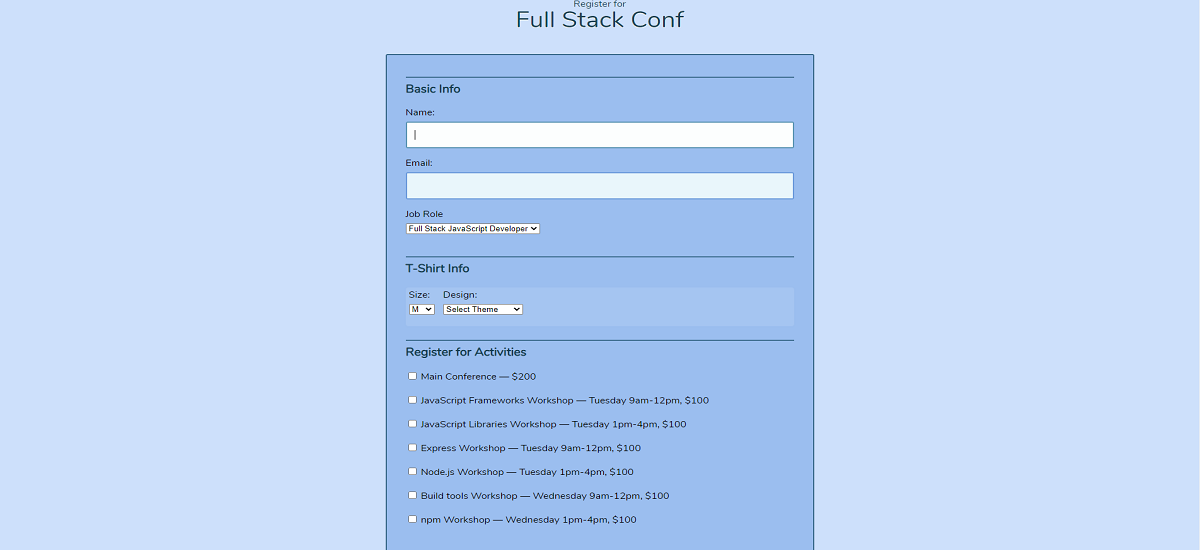 Register for
Full Stack Conf
Basic Info
Name:
Email:
Job Role
Full Stack JavaScript Developer
T-Shirt Info
Size: Design:
M Select Theme
Register for Activities
Main Conference — $200
JavaScript Frameworks Workshop — Tuesday 9am-12pm, $100
JavaScript Libraries Workshop — Tuesday 1pm-4pm, $100
Express Workshop — Tuesday 9am-12pm, $100
Node.js Workshop — Tuesday 1pm-4pm, $100
Build tools Workshop — Wednesday 9am-12pm, $100
npm Workshop — Wednesday 1pm-4pm, $100